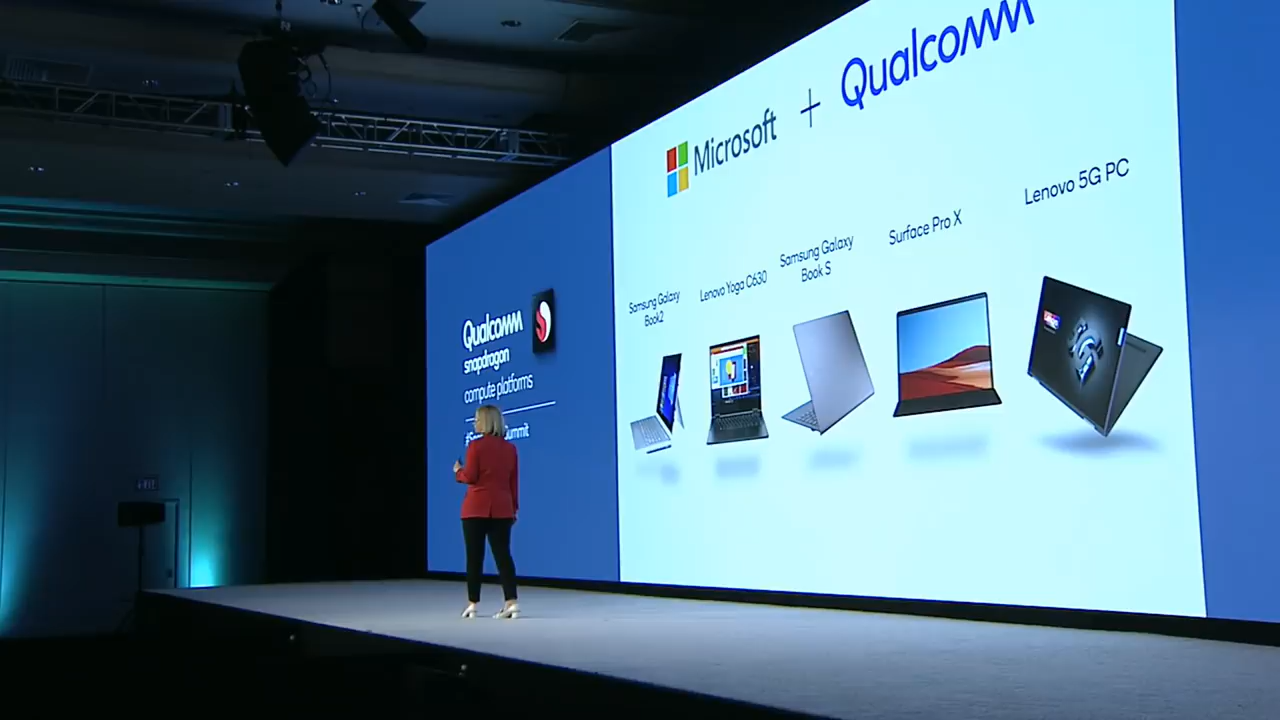 Microsoft + Qualcomm
Samsung Galaxy
Book2
Lenovo Yoga C630
Samsung Galaxy
Book S
Surface Pro X
Lenovo 5G PC
5G
Qualcomm
snapdragon
compute platforms